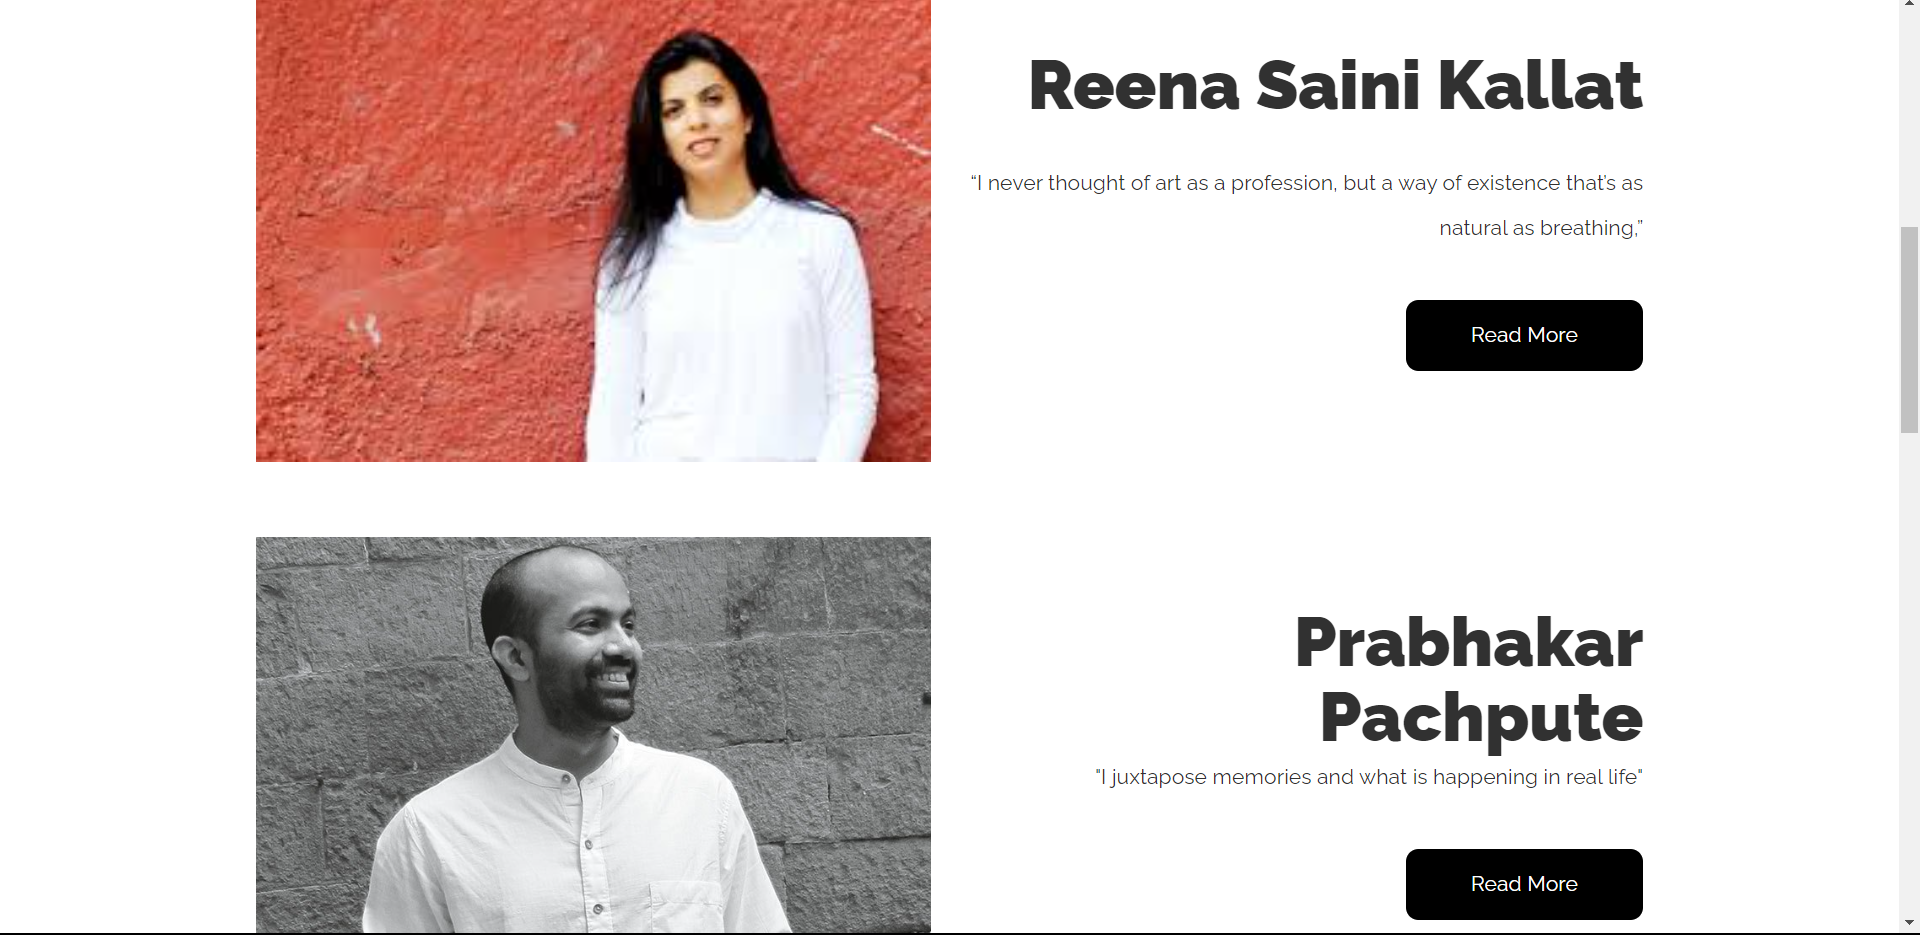 Reena Saini Kallat
“I never thought of art as a profession, but a way of existence that’s as
natural as breathing,”
Read More
Prabhakar
Pachpute
"I juxtapose memories and what is happening in real life"
Read More